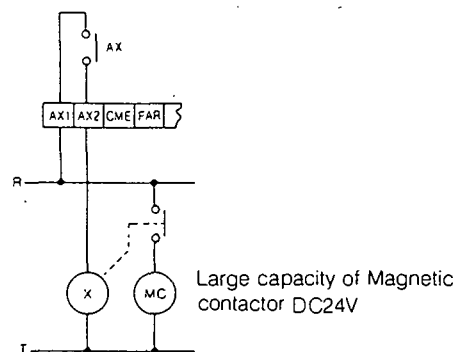 AX
AX1 AX2 CME FAR
R
X MC
Large capacity of Magnetic
contactor DC24V
T